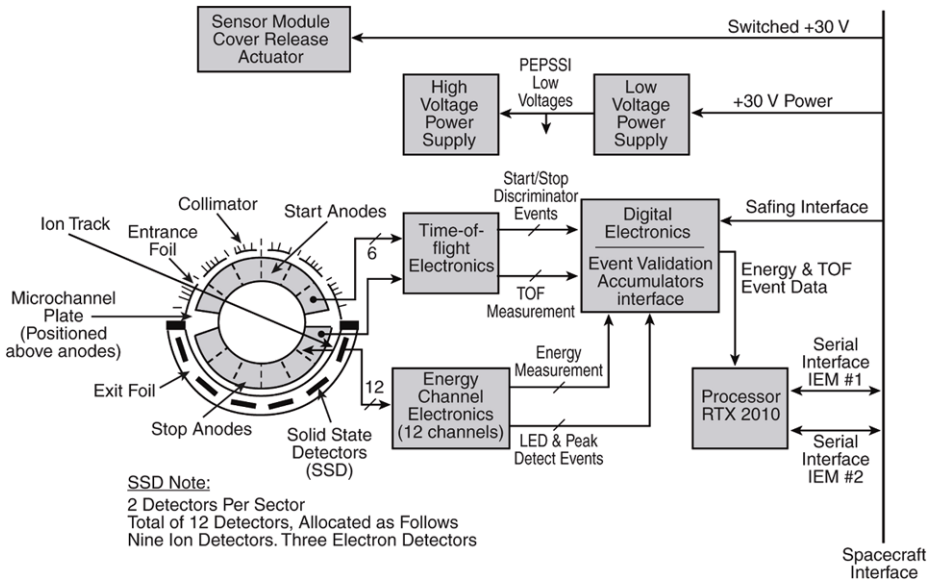 Sensor Module
Cover Release
Actuator
Switched +30 V
High
Voltage
Power
Supply
PEPSSI
Low
Voltages
Low
Voltage
Power
Supply
+30 V Power
Ion Track
Collimator
Entrance
Foil
Start Anodes
Microchannel
Plate
(Positioned
above anodes)
Exit Foil
Stop Anodes
Solid State
Detectors
(SSD)
6
12
Time-of-
flight
Electronics
Start/Stop
Discriminator
Events
TOF
Measurement
Digital
Electronics
Event Validation
Accumulators
interface
Safing Interface
Energy & TOF
Event Data
Energy
Measurement
Energy
Channel
Electronics
(12 channels)
LED & Peak
Detect Events
Processor
RTX 2010
Serial
Interface
IEM #1
Serial
Interface
IEM #2
SSD Note:
2 Detectors Per Sector
Total of 12 Detectors, Allocated as Follows
Nine Ion Detectors. Three Electron Detectors
Spacecraft
Interface